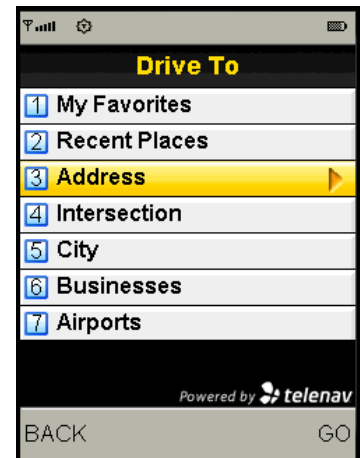 Drive To
1 My Favorites
2 Recent Places
3 Address
4 Intersection
5 City
6 Businesses
7 Airports
Powered by telenav
BACK GO